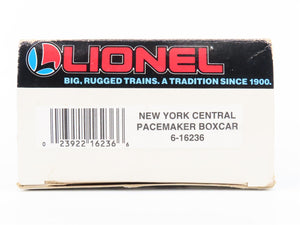 LIONEL
BIG, RUGGED TRAINS. A TRADITION SINCE 1900.
NEW YORK CENTRAL
PACEMAKER BOXCAR
6-16236
0 23922 16236 6